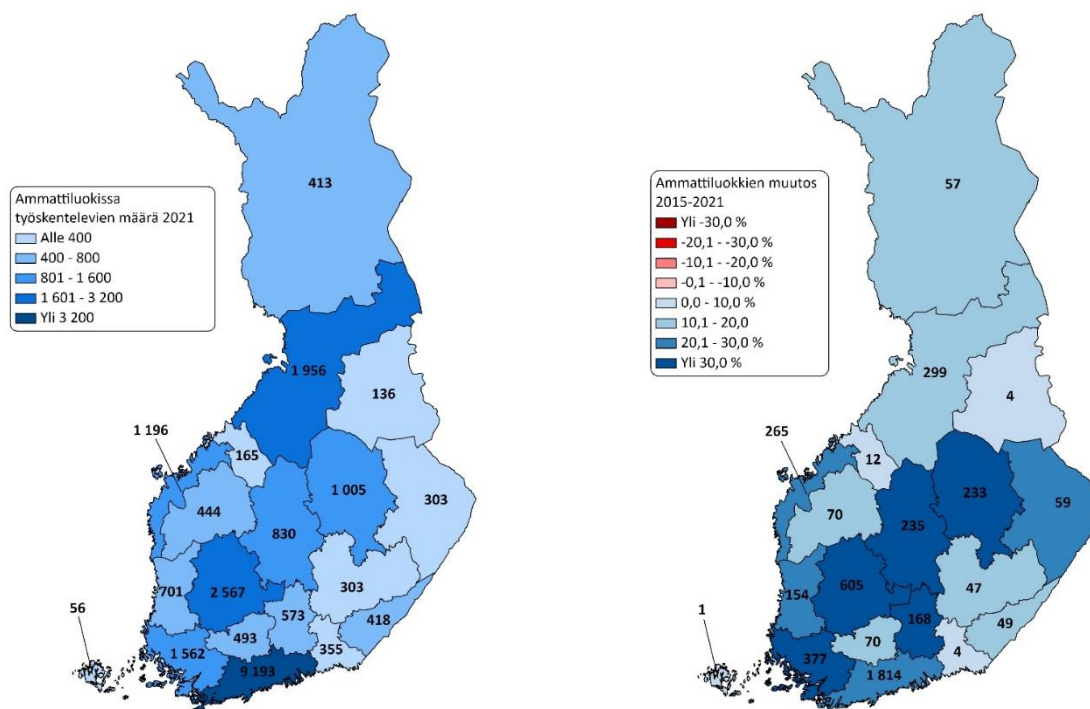 413
Ammattiluokissa
työskentelevien määrä 2021
Alle 400
400 - 800
801 - 1 600
1 601 - 3 200
Yli 3 200
1 956
136
1 196
165
1 005
303
444
830
701
2 567
303
56
573
418
493
355
1 562
9 193
57
Ammattiluokkien muutos
2015-2021
Yli -30,0 %
-20,1 - -30,0 %
-10,1 - -20,0 %
-0,1 - -10,0 %
0,0 - 10,0 %
10,1 - 20,0
20,1 - 30,0 %
Yli 30,0 %
299
4
265
12
233
59
70
235
154
605
47
1
168
49
70
4
377
1 814